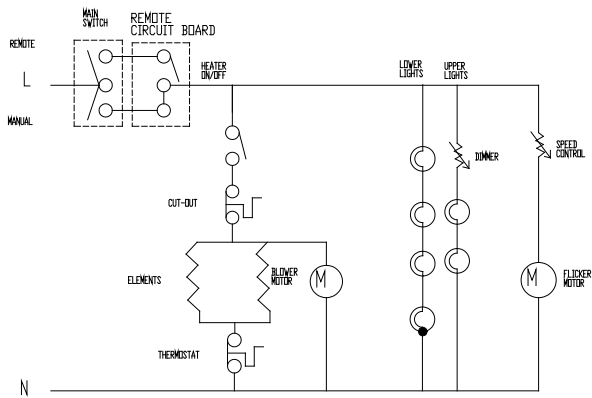 MAIN
SWITCH
REMOTE
CIRCUIT BOARD
REMOTE
L
MANUAL
HEATER
ON/OFF
LOWER
LIGHTS
UPPER
LIGHTS
DIMMER
SPEED
CONTROL
CUT-OUT
ELEMENTS
BLOWER
MOTOR
M
M
FLICKER
MOTOR
THERMOSTAT
N